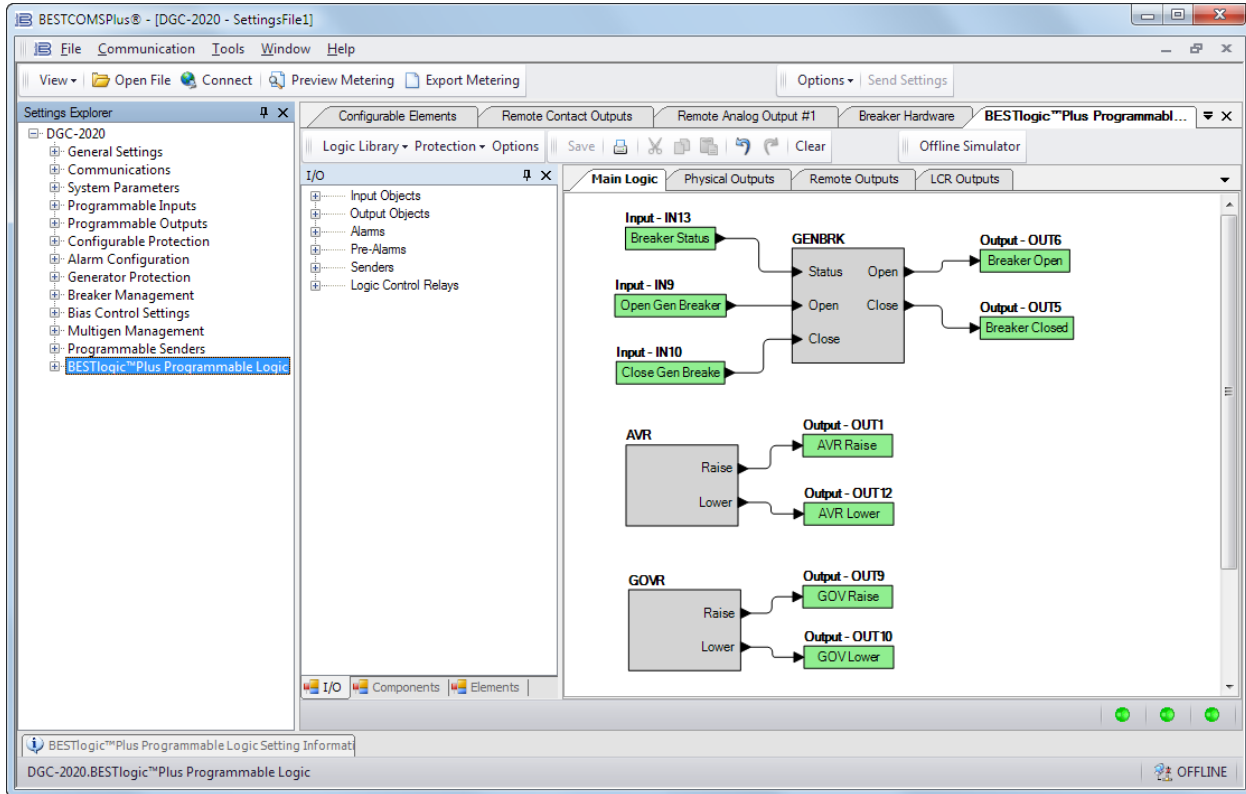 BESTCOMSPlus® - [DGC-2020 - SettingsFile1]
File Communication Tools Window Help
View Open File Connect Preview Metering Export Metering Options Send Settings
Settings Explorer
DGC-2020
General Settings
Communications
System Parameters
Programmable Inputs
Programmable Outputs
Configurable Protection
Alarm Configuration
Generator Protection
Breaker Management
Bias Control Settings
Multigen Management
Programmable Senders
BESTlogic™Plus Programmable Logic
Configurable Elements Remote Contact Outputs Remote Analog Output #1 Breaker Hardware BESTlogic™Plus Programmabl...
Logic Library Protection Options Save Clear Offline Simulator
I/O
Input Objects
Output Objects
Alarms
Pre-Alarms
Senders
Logic Control Relays
I/O Components Elements
Main Logic Physical Outputs Remote Outputs LCR Outputs
Input - IN13
Breaker Status
Input - IN9
Open Gen Breaker
Input - IN10
Close Gen Breake
GENBRK
Status Open
Open Close
Close
Output - OUT6
Breaker Open
Output - OUT5
Breaker Closed
AVR
Raise
Lower
Output - OUT1
AVR Raise
Output - OUT12
AVR Lower
GOVR
Raise
Lower
Output - OUT9
GOV Raise
Output - OUT10
GOV Lower
BESTlogic™Plus Programmable Logic Setting Informati
DGC-2020.BESTlogic™Plus Programmable Logic OFFLINE